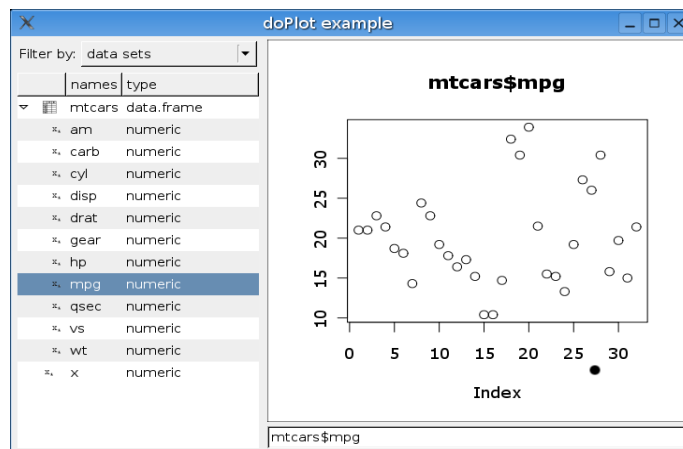 doPlot example
Filter by: data sets
names type
mtcars data.frame
am numeric
carb numeric
cyl numeric
disp numeric
drat numeric
gear numeric
hp numeric
mpg numeric
qsec numeric
vs numeric
wt numeric
x numeric
mtcars$mpg
30
25
20
15
10
0 5 10 15 20 25 30
Index
mtcars$mpg